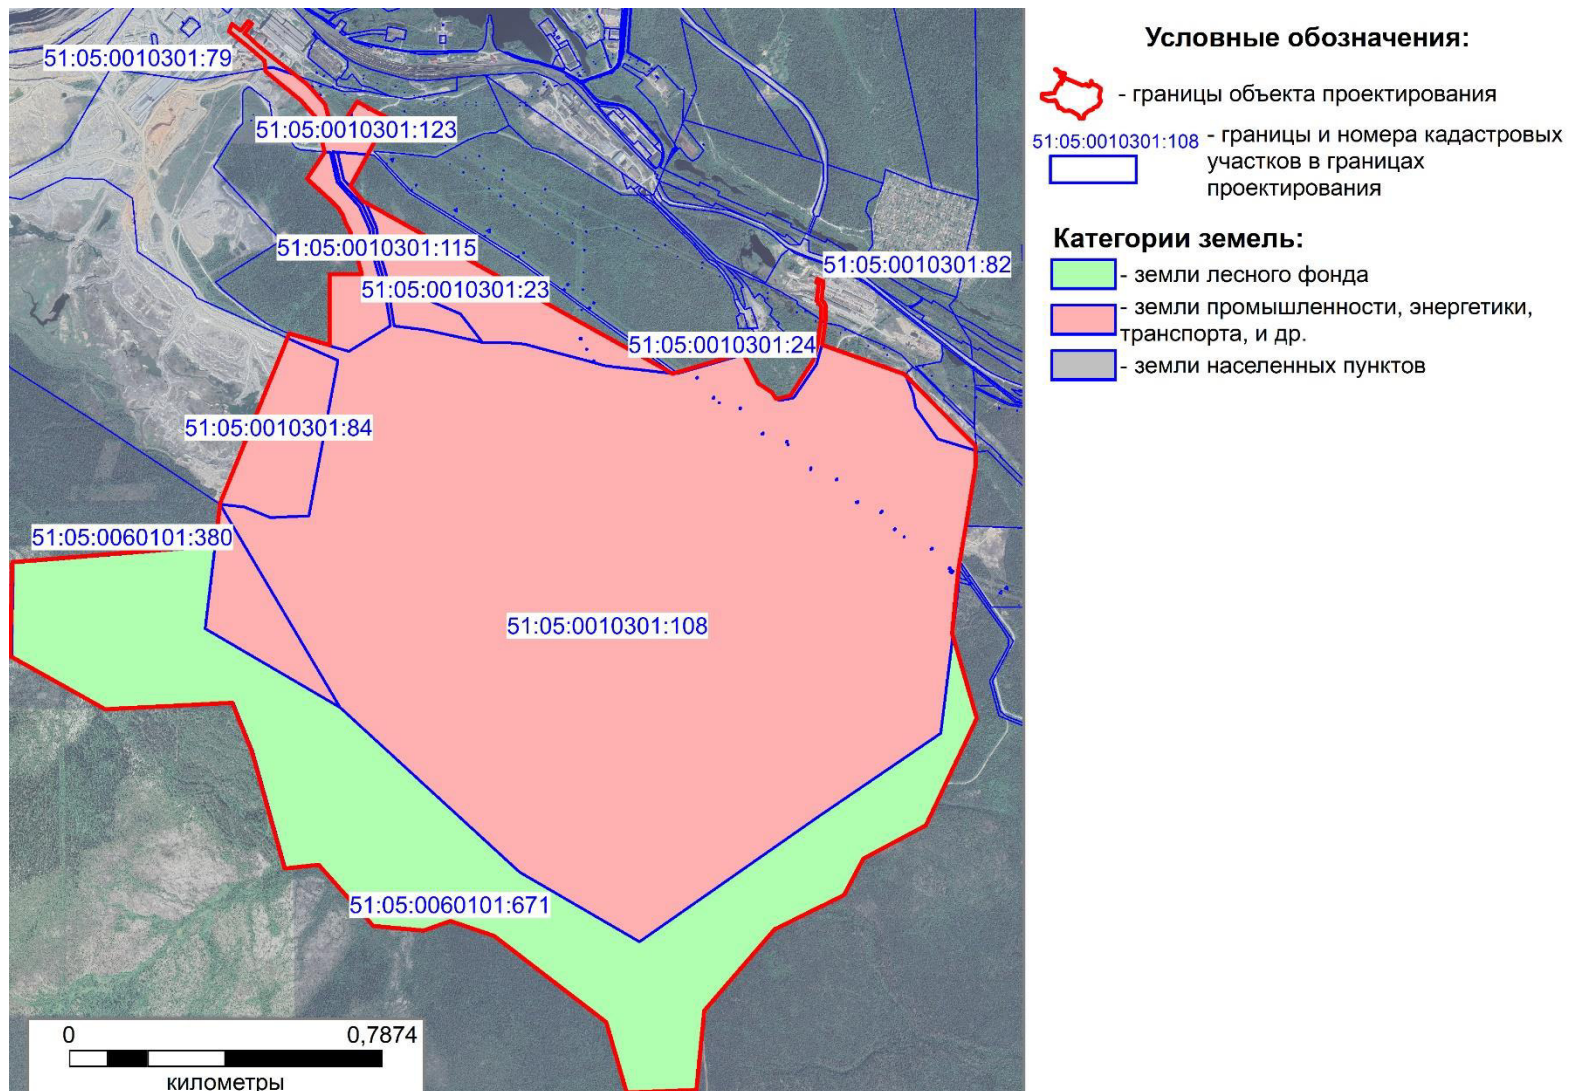 51:05:0010301:79
51:05:0010301:123
51:05:0010301:115
51:05:0010301:23
51:05:0010301:82
51:05:0010301:24
51:05:0010301:84
51:05:0060101:380
51:05:0010301:108
51:05:0060101:671
0 0,7874
километры
Условные обозначения:
- границы объекта проектирования
51:05:0010301:108 - границы и номера кадастровых
участков в границах
проектирования
Категории земель:
- земли лесного фонда
- земли промышленности, энергетики,
транспорта, и др.
- земли населенных пунктов